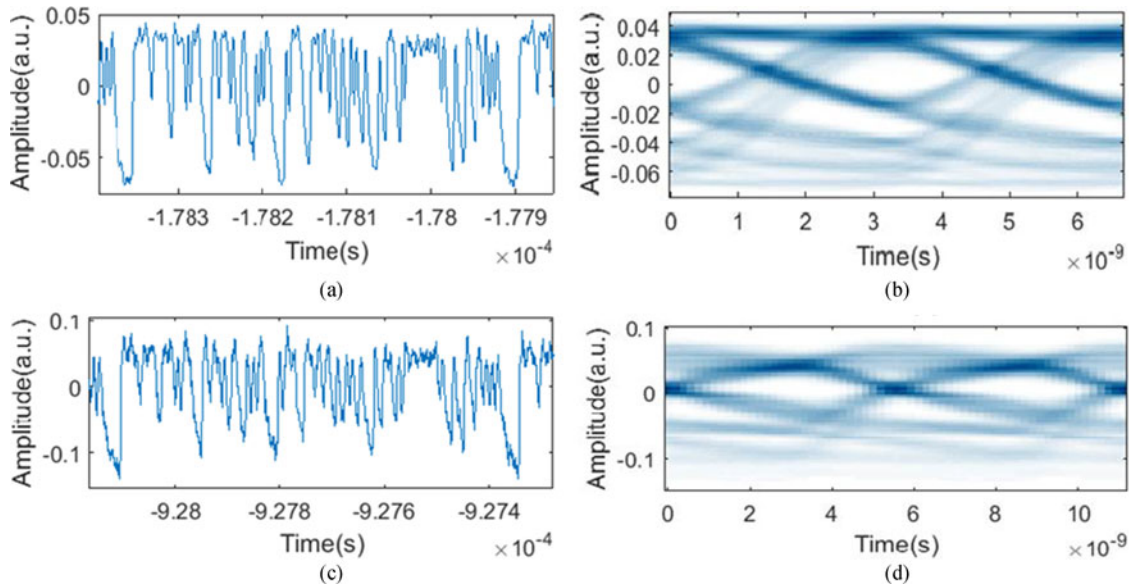 0.05
0
-0.05
Amplitude(a.u.)
-1.783 -1.782 -1.781 -1.78 -1.779
Time(s) × 10⁻⁴
(a)
0.04
0.02
0
-0.02
-0.04
-0.06
Amplitude(a.u.)
0 1 2 3 4 5 6
Time(s) × 10⁻⁹
(b)
0.1
0
-0.1
Amplitude(a.u.)
-9.28 -9.278 -9.276 -9.274
Time(s) × 10⁻⁴
(c)
0.1
0
-0.1
Amplitude(a.u.)
0 2 4 6 8 10
Time(s) × 10⁻⁹
(d)